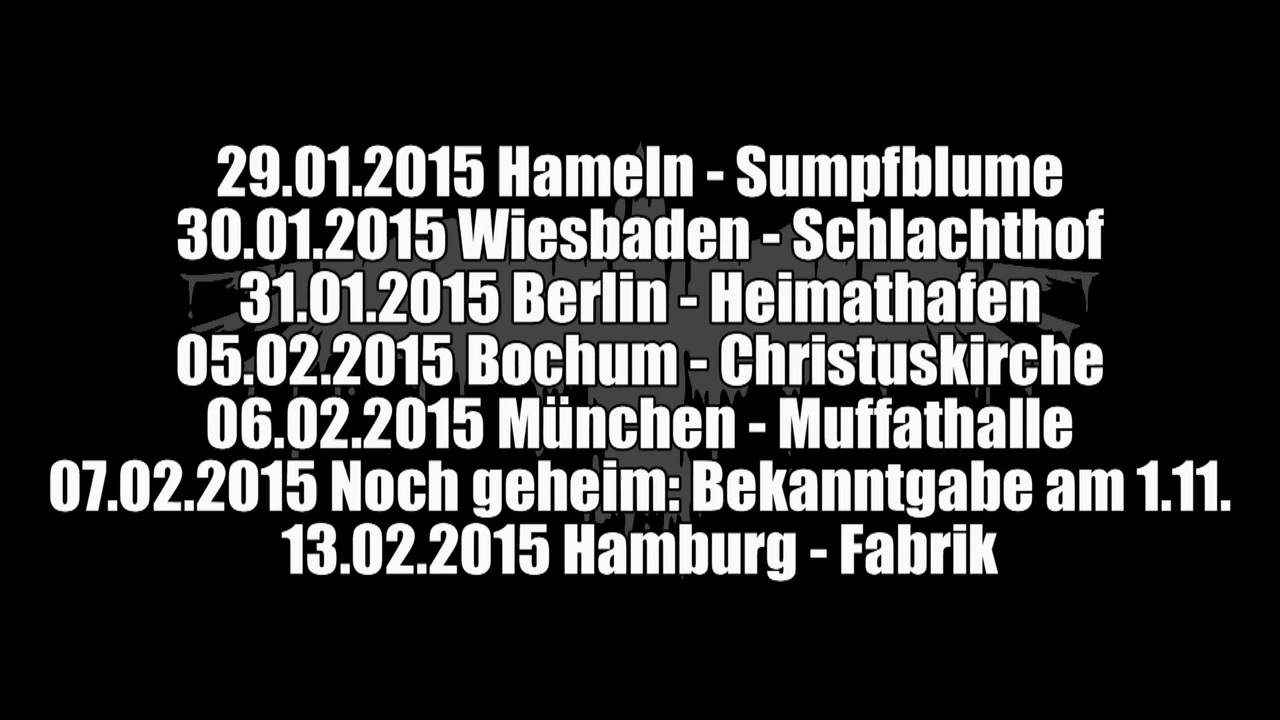 29.01.2015 Hameln - Sumpfblume
30.01.2015 Wiesbaden - Schlachthof
31.01.2015 Berlin - Heimathafen
05.02.2015 Bochum - Christuskirche
06.02.2015 München - Muffathalle
07.02.2015 Noch geheim: Bekanntgabe am 1.11.
13.02.2015 Hamburg - Fabrik